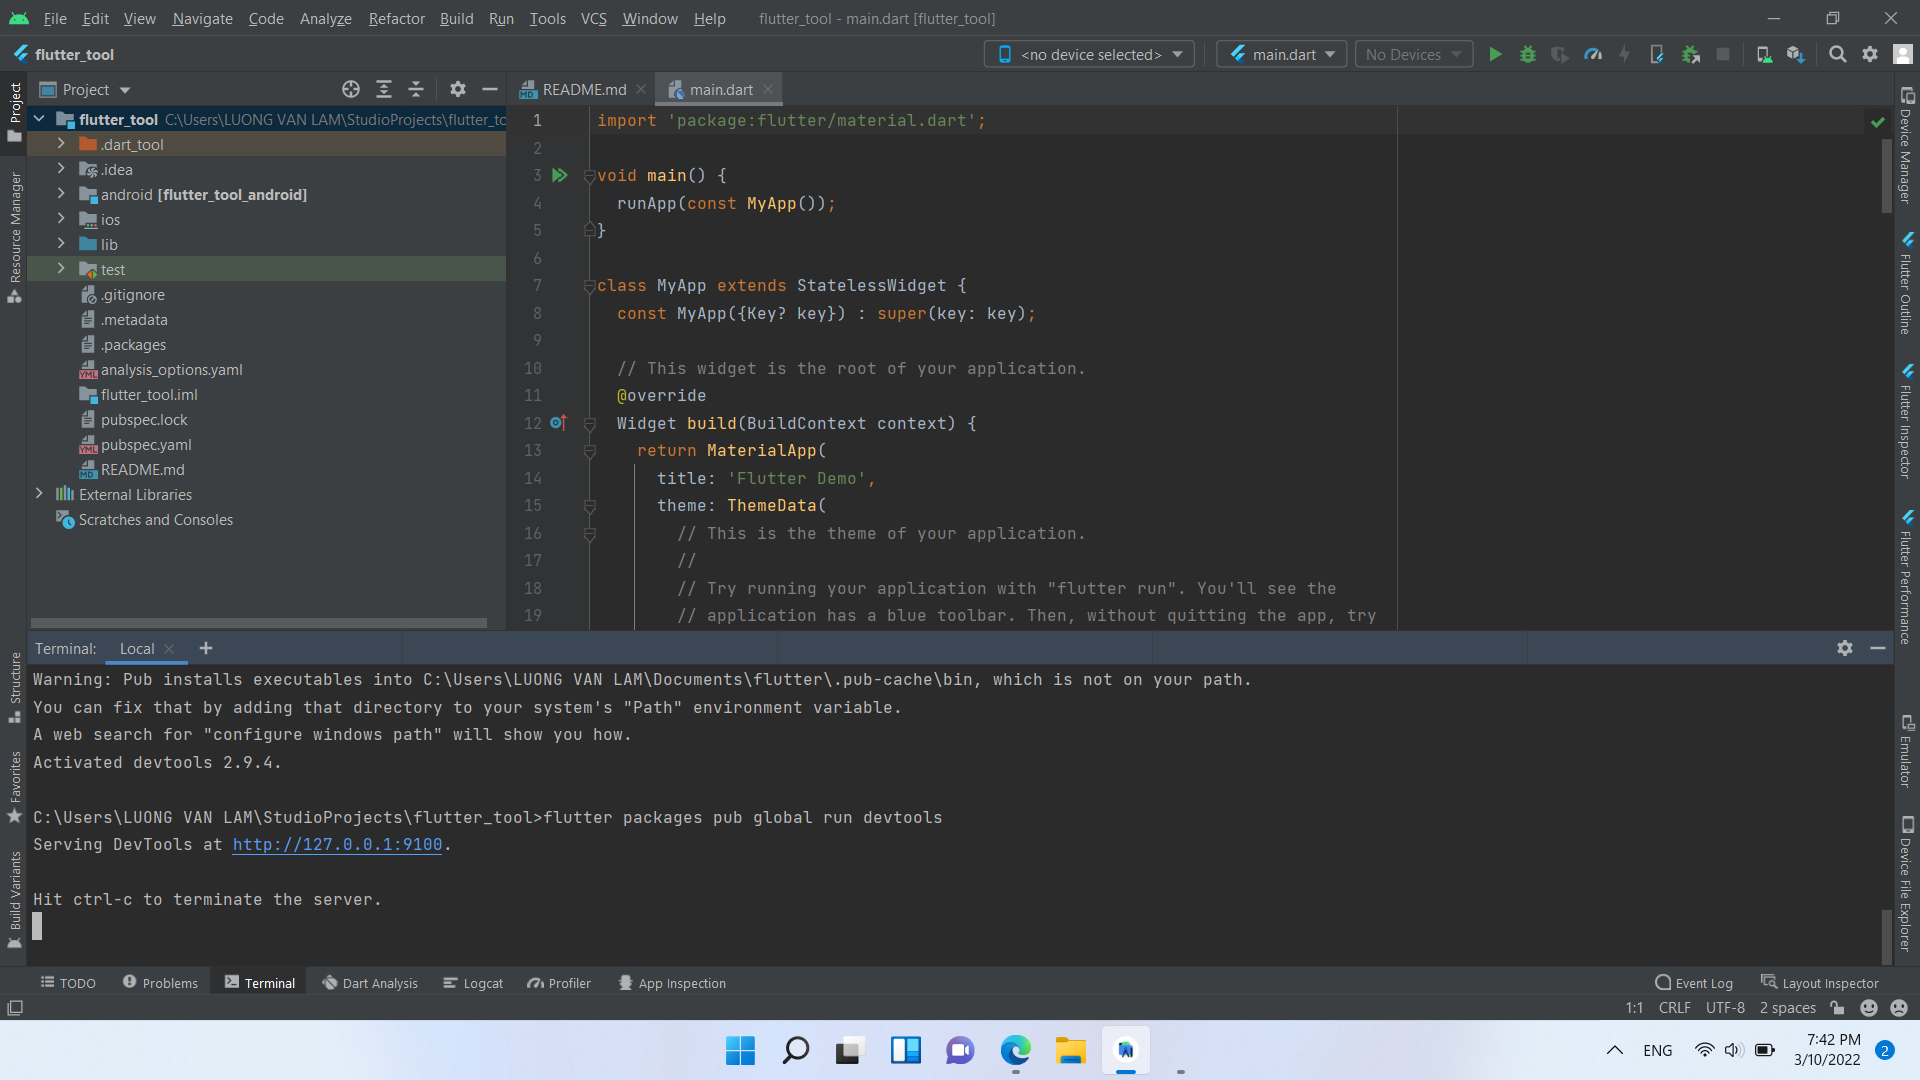 File Edit View Navigate Code Analyze Refactor Build Run Tools VCS Window Help flutter_tool - main.dart [flutter_tool]
flutter_tool <no device selected> main.dart No Devices
Project README.md main.dart
flutter_tool C:\Users\LUONG VAN LAM\StudioProjects\flutter_to
.dart_tool
.idea
android [flutter_tool_android]
ios
lib
test
.gitignore
.metadata
.packages
analysis_options.yaml
flutter_tool.iml
pubspec.lock
pubspec.yaml
README.md
External Libraries
Scratches and Consoles
1 import 'package:flutter/material.dart';
2
3 void main() {
4 runApp(const MyApp());
5 }
6
7 class MyApp extends StatelessWidget {
8 const MyApp({Key? key}) : super(key: key);
9
10 // This widget is the root of your application.
11 @override
12 Widget build(BuildContext context) {
13 return MaterialApp(
14 title: 'Flutter Demo',
15 theme: ThemeData(
16 // This is the theme of your application.
17 //
18 // Try running your application with "flutter run". You'll see the
19 // application has a blue toolbar. Then, without quitting the app, try
Project
Resource Manager
Structure
Favorites
Build Variants
Device Manager
Flutter Outline
Flutter Inspector
Flutter Performance
Emulator
Device File Explorer
Terminal: Local
Warning: Pub installs executables into C:\Users\LUONG VAN LAM\Documents\flutter\.pub-cache\bin, which is not on your path.
You can fix that by adding that directory to your system's "Path" environment variable.
A web search for "configure windows path" will show you how.
Activated devtools 2.9.4.
C:\Users\LUONG VAN LAM\StudioProjects\flutter_tool>flutter packages pub global run devtools
Serving DevTools at http://127.0.0.1:9100.
Hit ctrl-c to terminate the server.
TODO Problems Terminal Dart Analysis Logcat Profiler App Inspection Event Log Layout Inspector
1:1 CRLF UTF-8 2 spaces
ENG 7:42 PM
3/10/2022 2